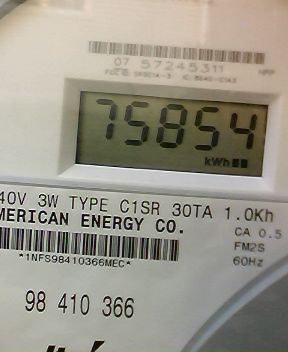 07 57245311
75854
kWh
40V 3W TYPE C1SR 30TA 1.0Kh
MERICAN ENERGY CO.
CA 0.5
FM2S
*1NFS98410366MEC*
60Hz
98 410 366